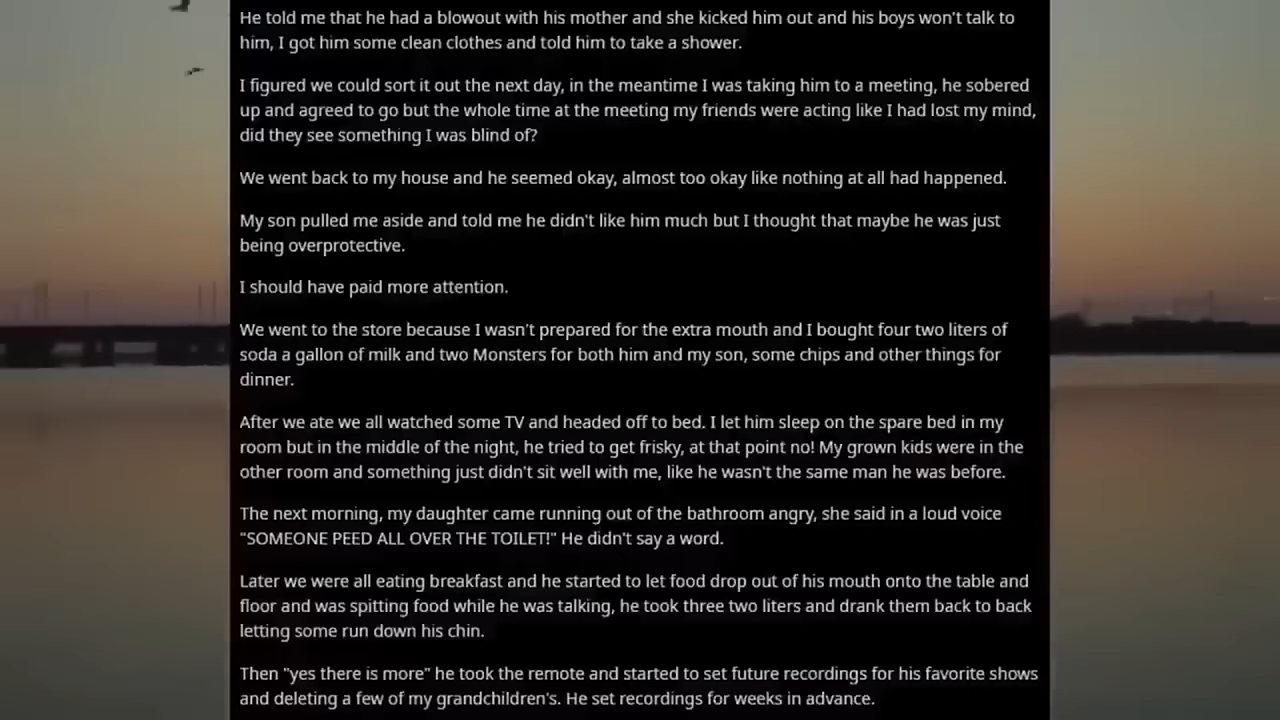 He told me that he had a blowout with his mother and she kicked him out and his boys won't talk to
him, I got him some clean clothes and told him to take a shower.
I figured we could sort it out the next day, in the meantime I was taking him to a meeting, he sobered
up and agreed to go but the whole time at the meeting my friends were acting like I had lost my mind,
did they see something I was blind of?
We went back to my house and he seemed okay, almost too okay like nothing at all had happened.
My son pulled me aside and told me he didn't like him much but I thought that maybe he was just
being overprotective.
I should have paid more attention.
We went to the store because I wasn't prepared for the extra mouth and I bought four two liters of
soda a gallon of milk and two Monsters for both him and my son, some chips and other things for
dinner.
After we ate we all watched some TV and headed off to bed. I let him sleep on the spare bed in my
room but in the middle of the night, he tried to get frisky, at that point no! My grown kids were in the
other room and something just didn't sit well with me, like he wasn't the same man he was before.
The next morning, my daughter came running out of the bathroom angry, she said in a loud voice
"SOMEONE PEED ALL OVER THE TOILET!" He didn't say a word.
Later we were all eating breakfast and he started to let food drop out of his mouth onto the table and
floor and was spitting food while he was talking, he took three two liters and drank them back to back
letting some run down his chin.
Then "yes there is more" he took the remote and started to set future recordings for his favorite shows
and deleting a few of my grandchildren's. He set recordings for weeks in advance.